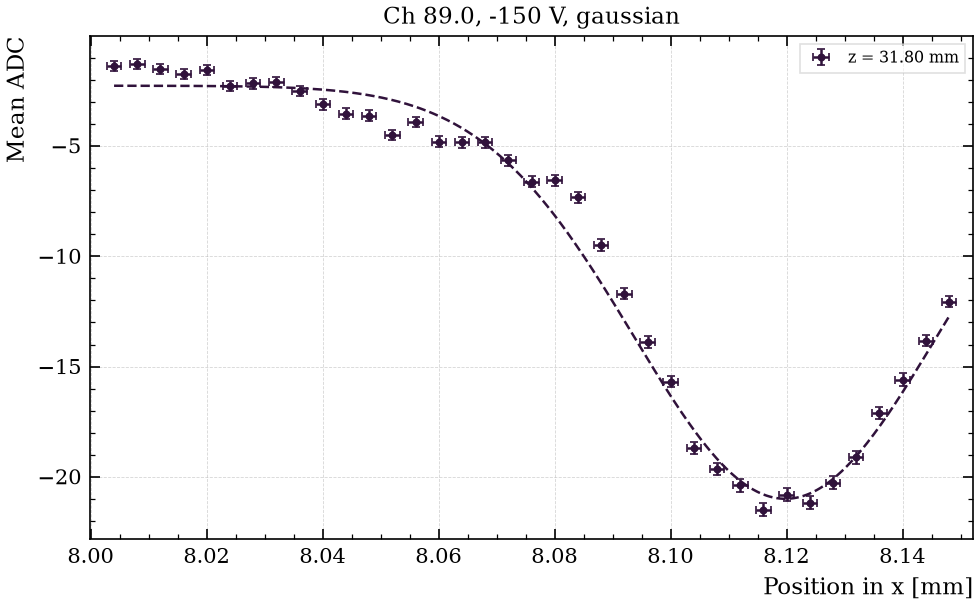 Ch 89.0, -150 V, gaussian
Mean ADC
z = 31.80 mm
−5
−10
−15
−20
8.00 8.02 8.04 8.06 8.08 8.10 8.12 8.14
Position in x [mm]